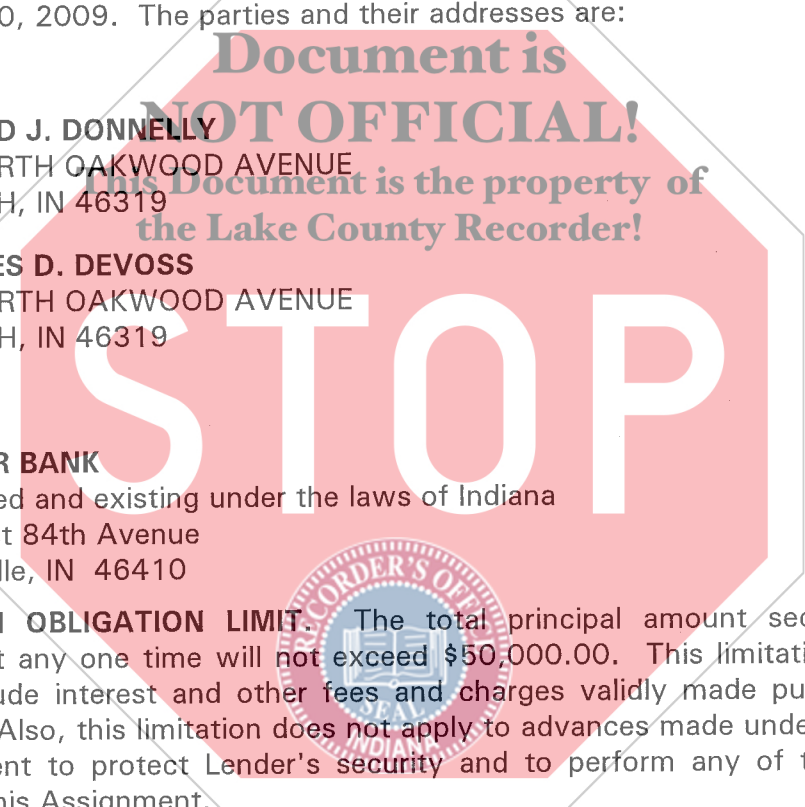 0, 2009. The parties and their addresses are:
Document is
NOT OFFICIAL!
This Document is the property of
the Lake County Recorder!
D J. DONNELLY
RTH OAKWOOD AVENUE
H, IN 46319
ES D. DEVOSS
RTH OAKWOOD AVENUE
H, IN 46319
STOP
R BANK
ed and existing under the laws of Indiana
t 84th Avenue
lle, IN 46410
OBLIGATION LIMIT. The total principal amount sec
t any one time will not exceed $50,000.00. This limitati
ude interest and other fees and charges validly made pu
Also, this limitation does not apply to advances made unde
ent to protect Lender's security and to perform any of t
his Assignment.
RECORDER'S OFFICE
SEAL
INDIANA